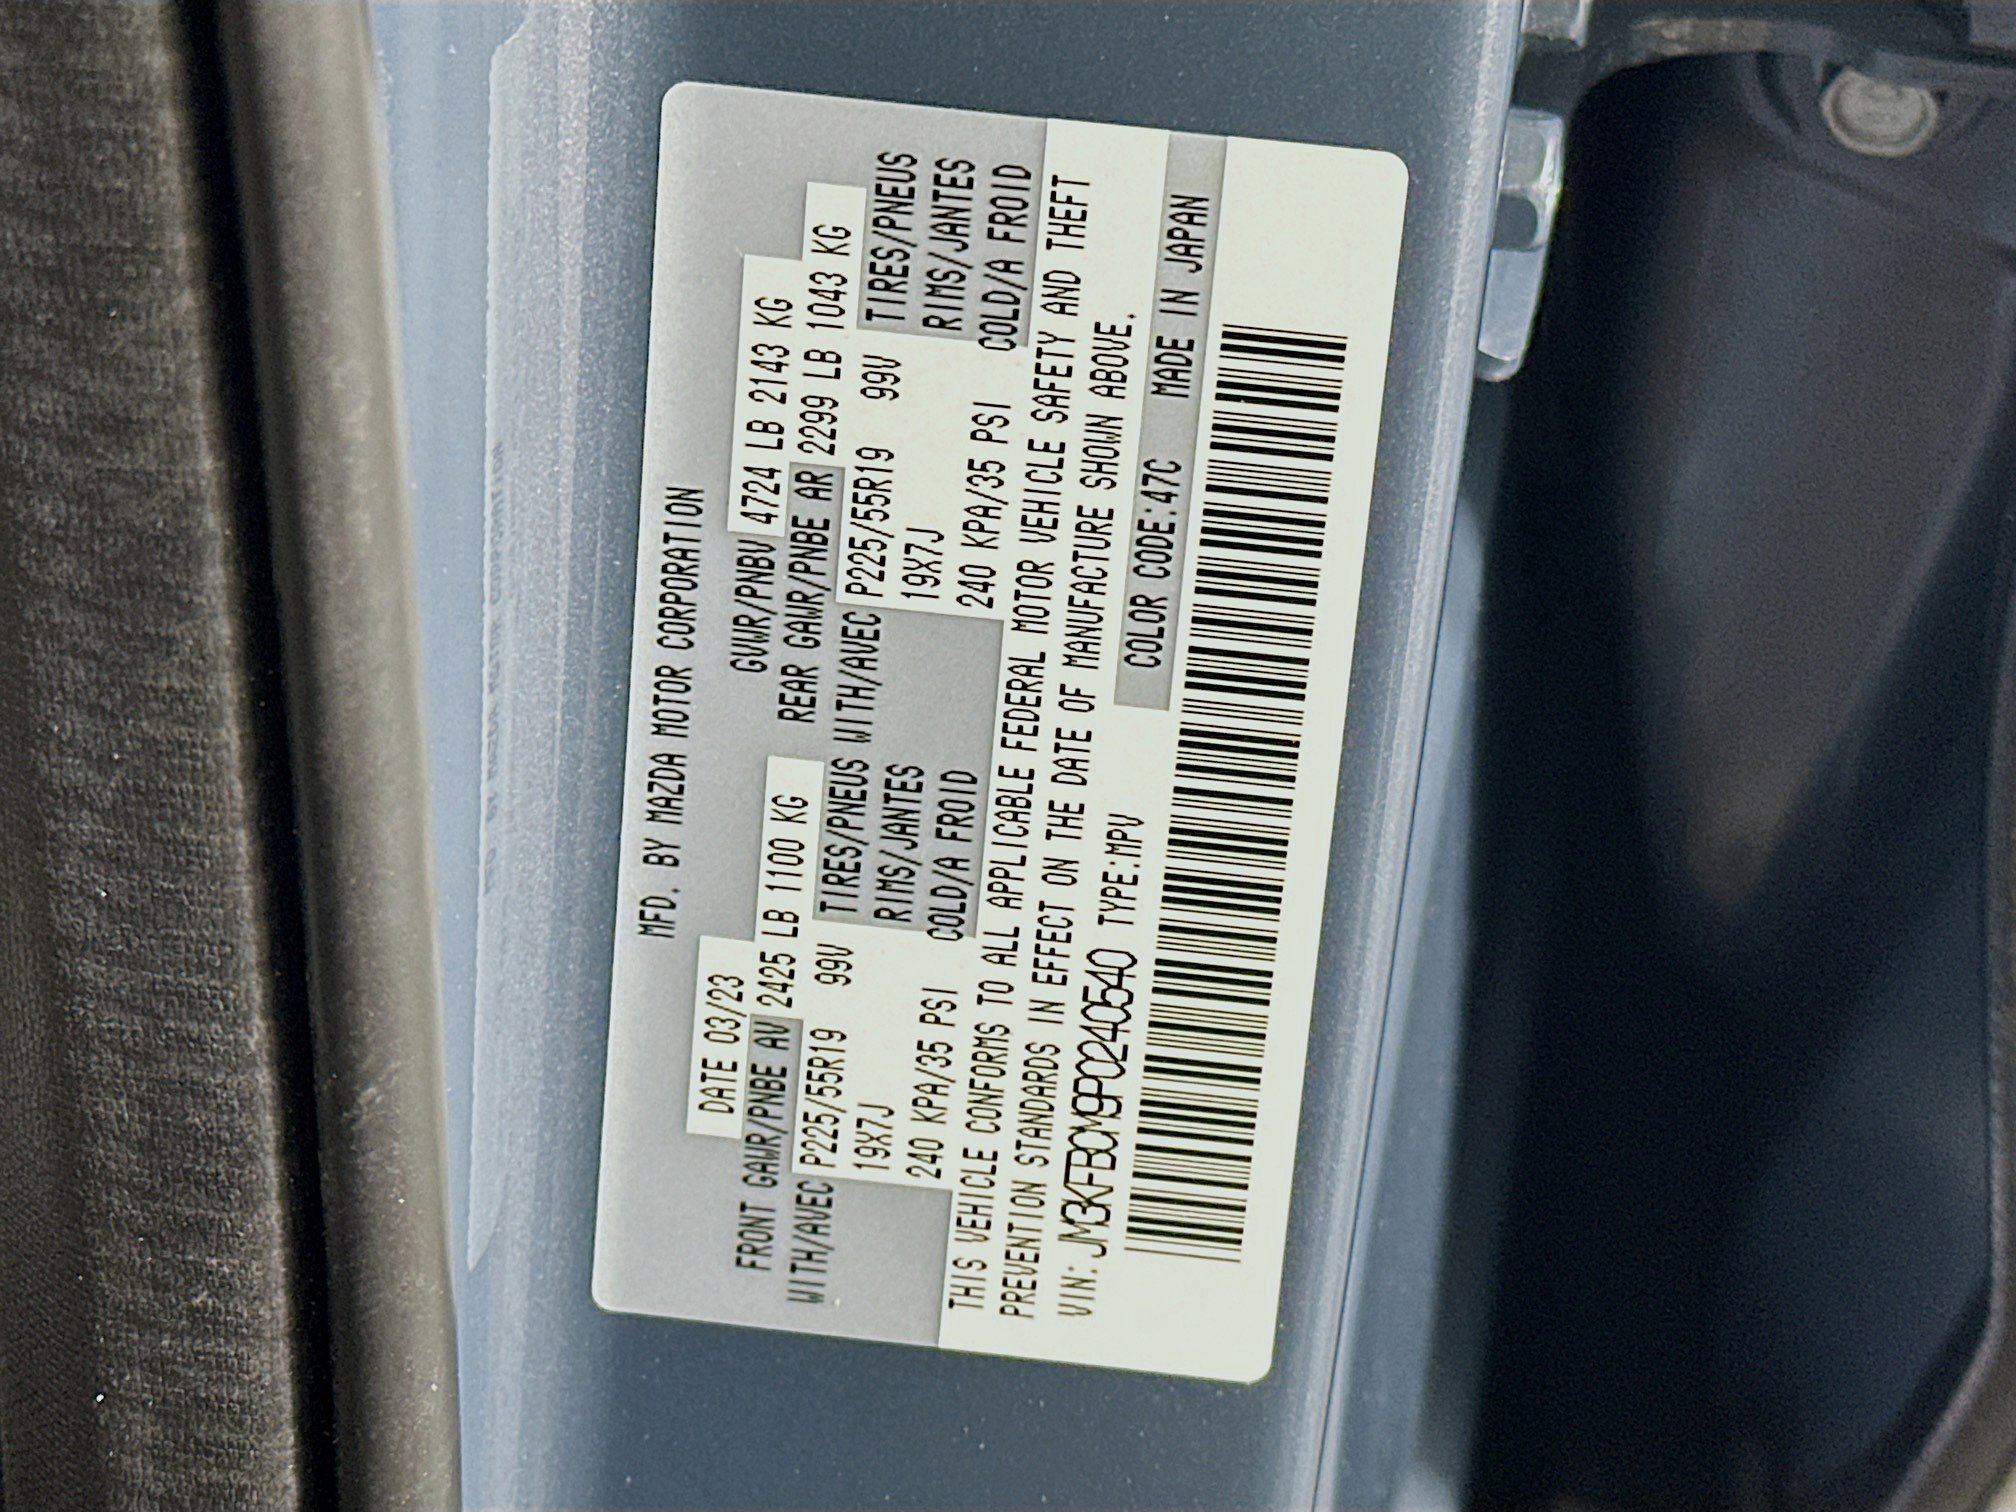 MFD. BY MAZDA MOTOR CORPORATION
DATE 03/23 GVWR/PNBV 4724 LB 2143 KG
FRONT GAWR/PNBE AV 2425 LB 1100 KG REAR GAWR/PNBE AR 2299 LB 1043 KG
WITH/AVEC P225/55R19 99V TIRES/PNEUS WITH/AVEC P225/55R19 99V TIRES/PNEUS
19X7J RIMS/JANTES 19X7J RIMS/JANTES
240 KPA/35 PSI COLD/A FROID 240 KPA/35 PSI COLD/A FROID
THIS VEHICLE CONFORMS TO ALL APPLICABLE FEDERAL MOTOR VEHICLE SAFETY AND THEFT
PREVENTION STANDARDS IN EFFECT ON THE DATE OF MANUFACTURE SHOWN ABOVE.
VIN: JM3KFBCM9P0240540 TYPE:MPV COLOR CODE:47C MADE IN JAPAN